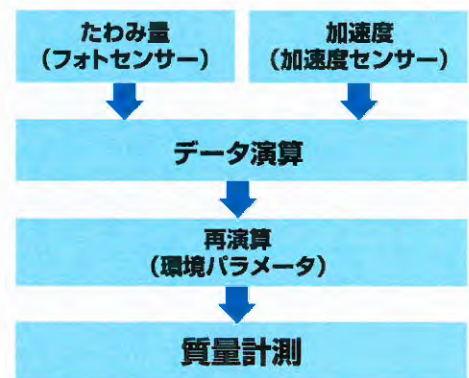 たわみ量
（フォトセンサー）
加速度
（加速度センサー）
データ演算
再演算
（環境パラメータ）
質量計測